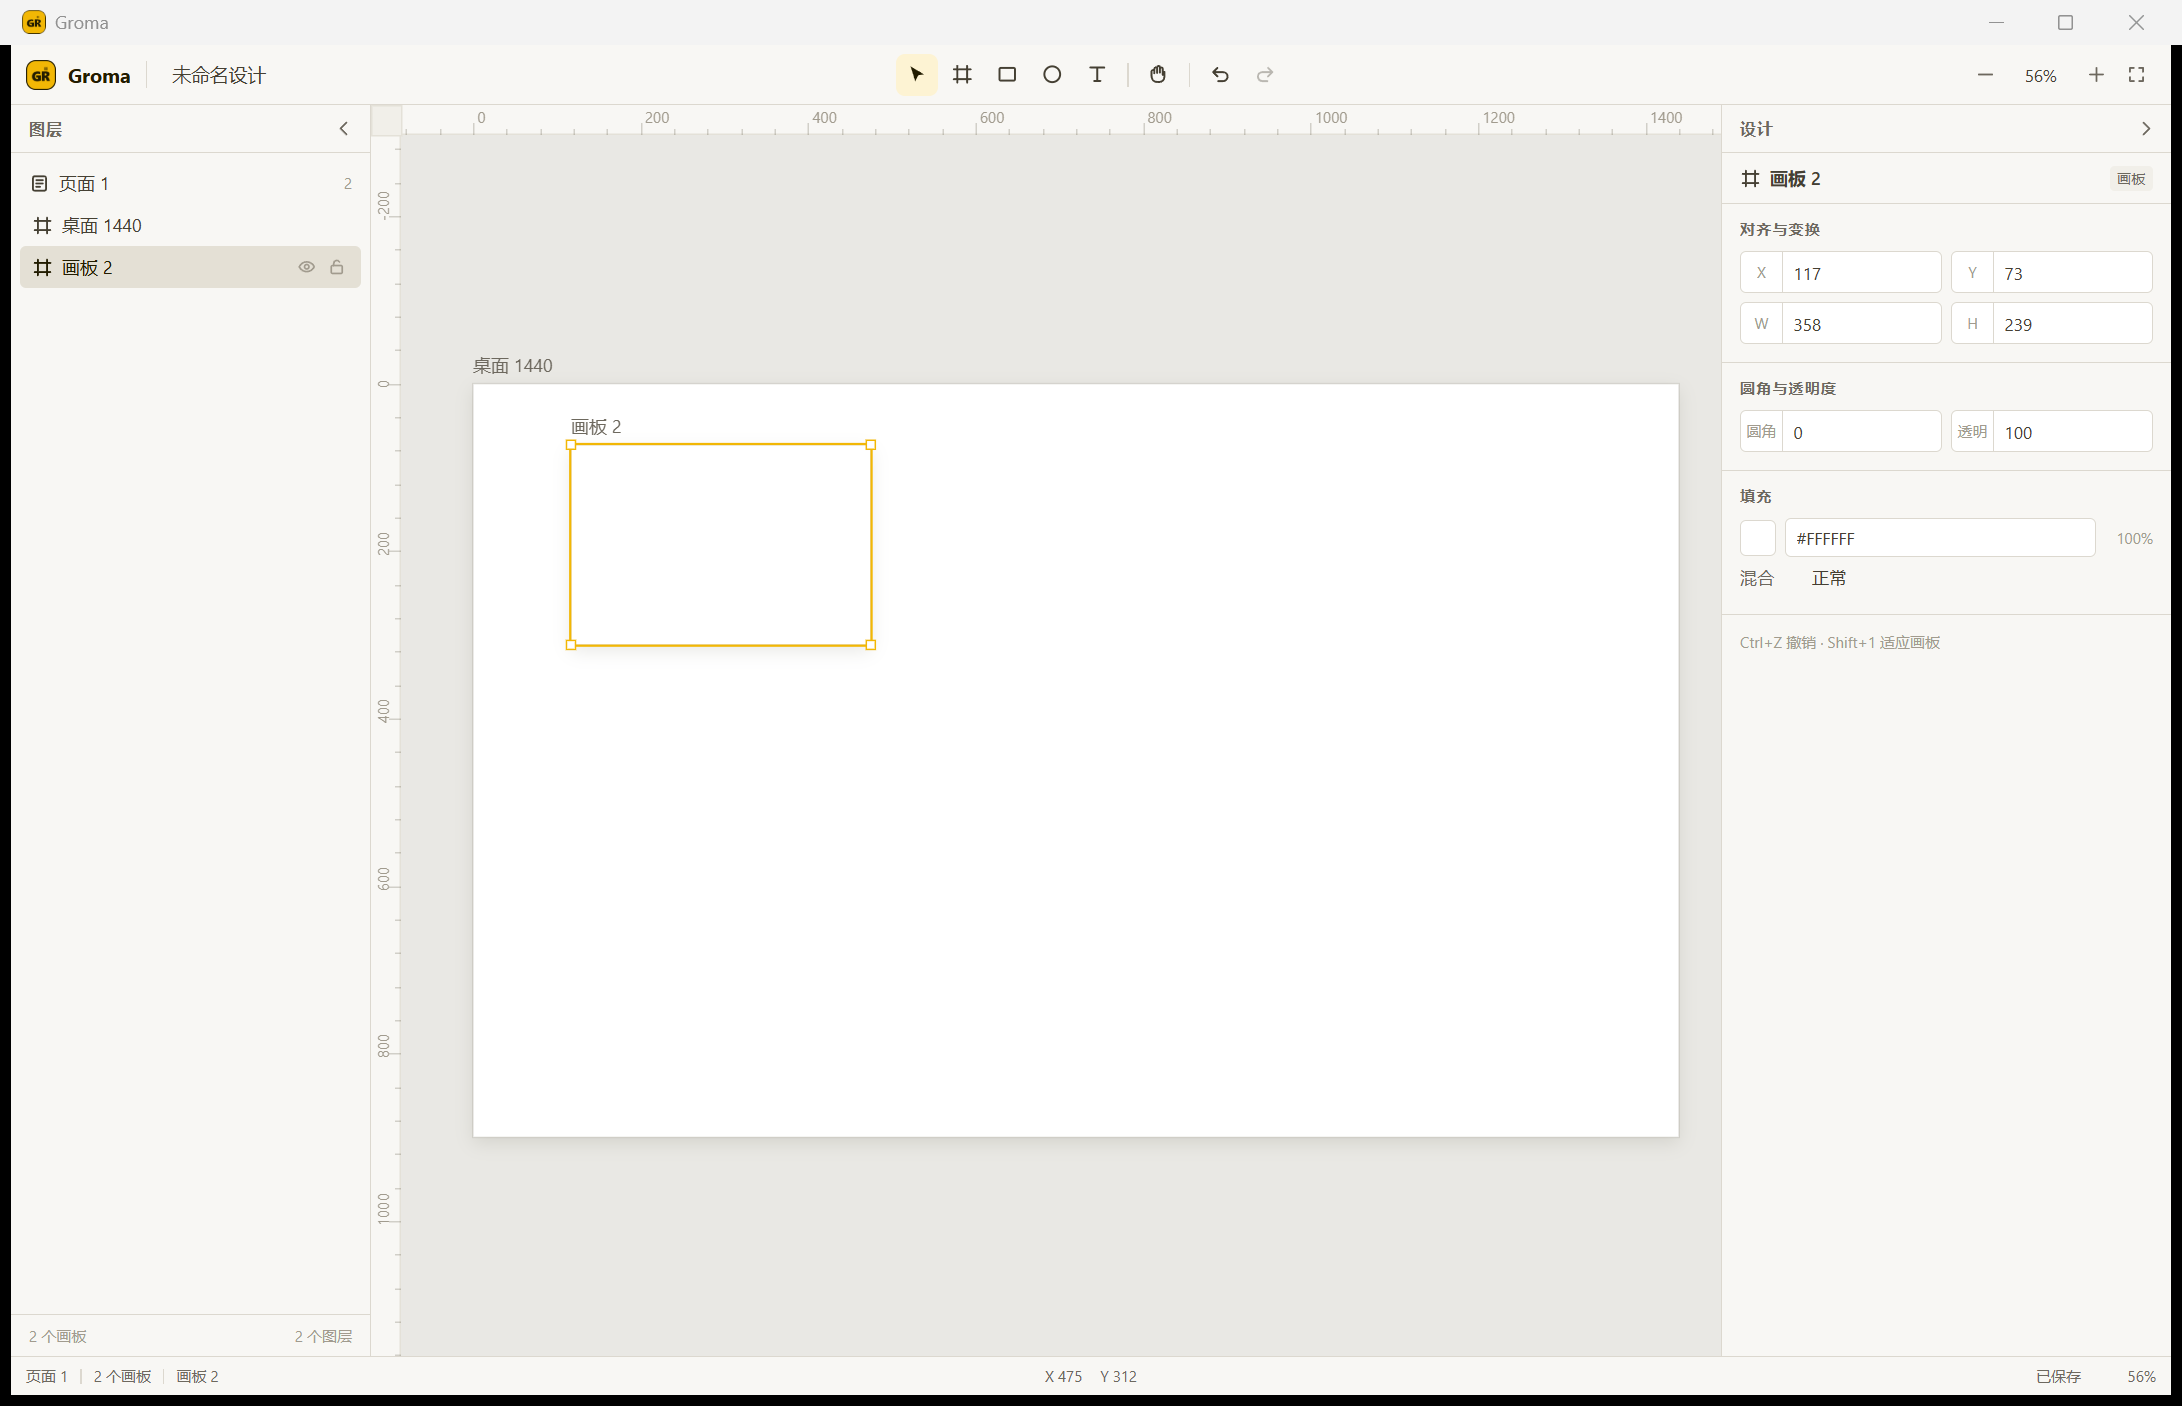 GR Groma
GR Groma 未命名设计 56%
图层
页面 1 2
桌面 1440
画板 2
0 200 400 600 800 1000 1200 1400
-200
0
200
400
600
800
1000
桌面 1440
画板 2
设计
画板 2 画板
对齐与变换
X 117 Y 73
W 358 H 239
圆角与透明度
圆角 0 透明 100
填充
#FFFFFF 100%
混合 正常
Ctrl+Z 撤销 · Shift+1 适应画板
2 个画板 2 个图层
页面 1 2 个画板 画板 2 X 475 Y 312 已保存 56%